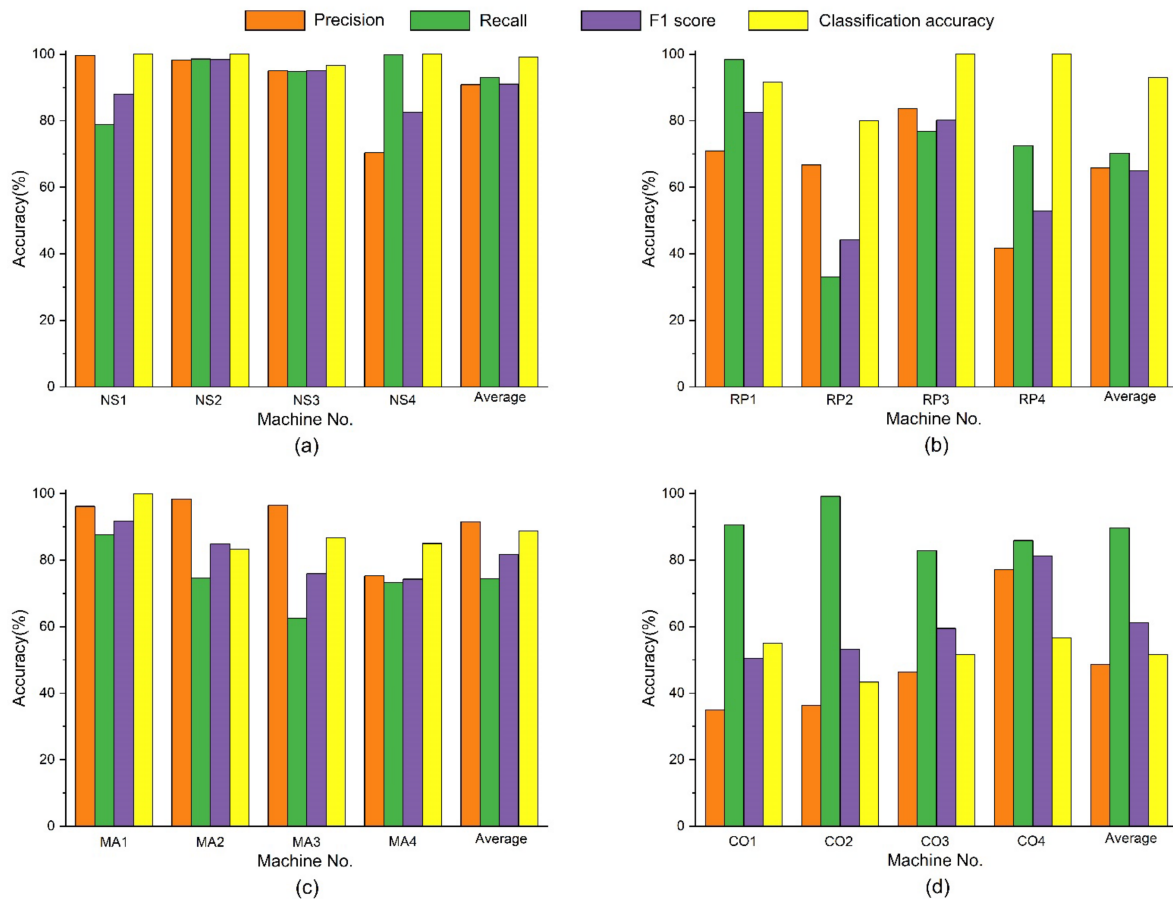 Precision Recall F1 score Classification accuracy
100
80
60
40
20
0
Accuracy(%)
NS1 NS2 NS3 NS4 Average
Machine No.
(a)
100
80
60
40
20
0
Accuracy(%)
RP1 RP2 RP3 RP4 Average
Machine No.
(b)
100
80
60
40
20
0
Accuracy(%)
MA1 MA2 MA3 MA4 Average
Machine No.
(c)
100
80
60
40
20
0
Accuracy(%)
CO1 CO2 CO3 CO4 Average
Machine No.
(d)